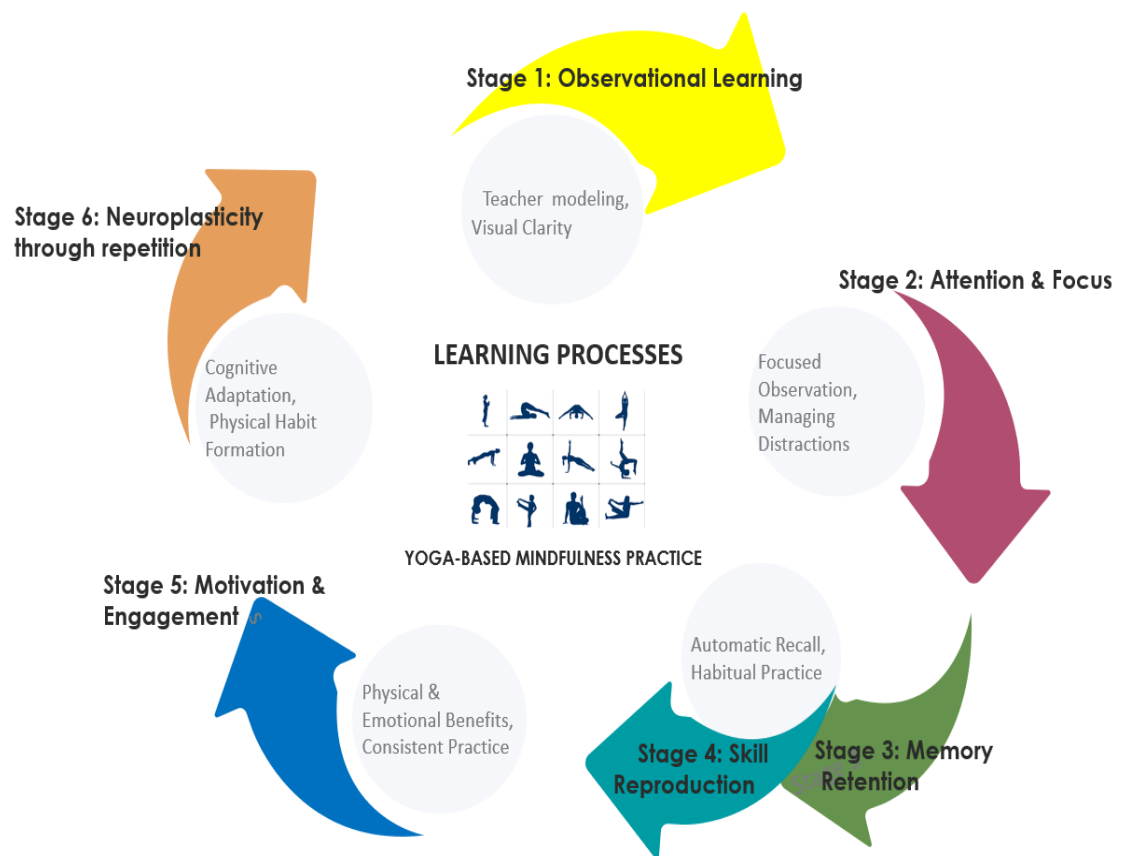 Stage 1: Observational Learning
Teacher modeling,
Visual Clarity
Stage 2: Attention & Focus
Focused
Observation,
Managing
Distractions
Stage 3: Memory
Retention
Automatic Recall,
Habitual Practice
Stage 4: Skill
Reproduction
Stage 5: Motivation &
Engagement s
Physical &
Emotional Benefits,
Consistent Practice
Stage 6: Neuroplasticity
through repetition
Cognitive
Adaptation,
Physical Habit
Formation
LEARNING PROCESSES
YOGA-BASED MINDFULNESS PRACTICE